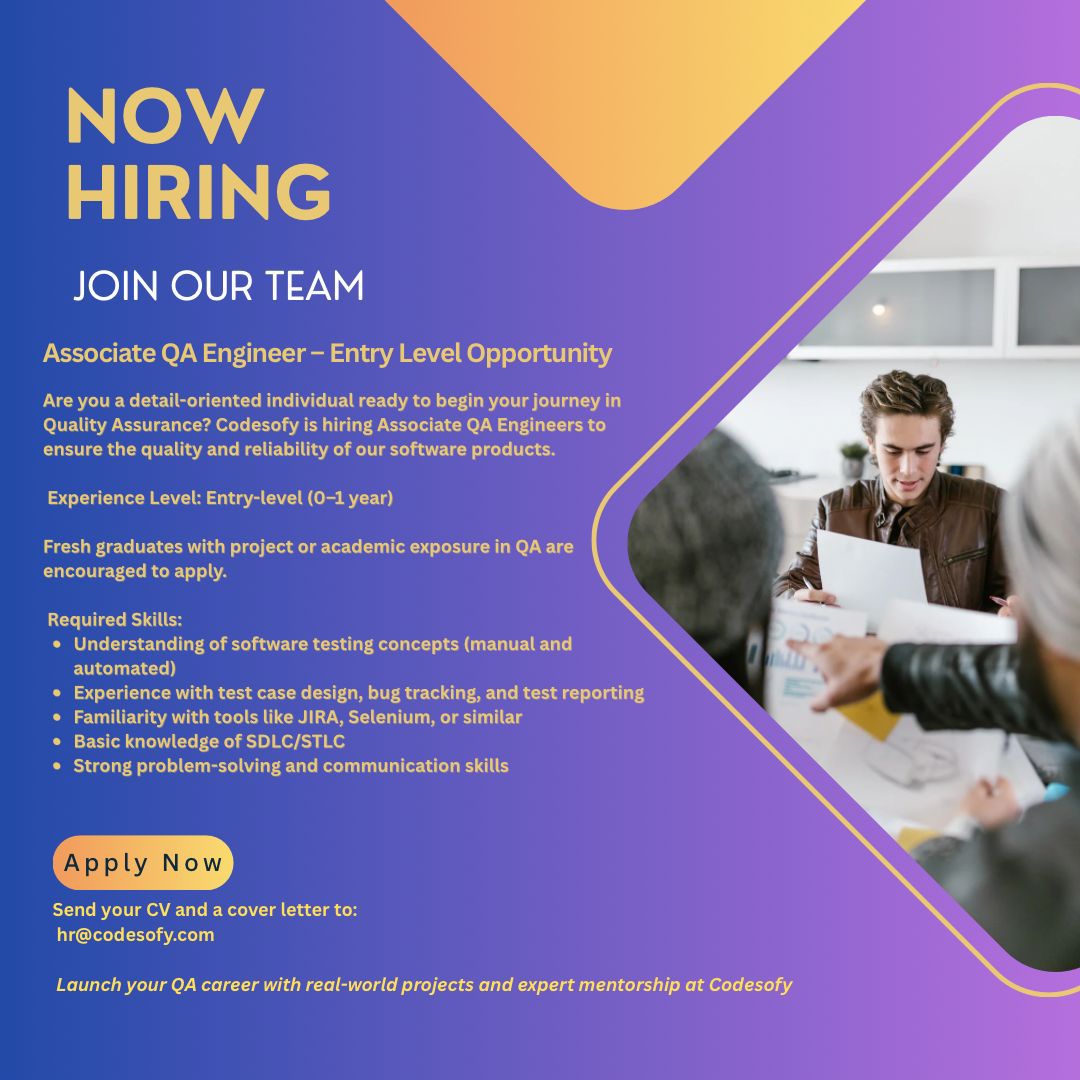 NOW
HIRING
JOIN OUR TEAM
Associate QA Engineer – Entry Level Opportunity
Are you a detail-oriented individual ready to begin your journey in
Quality Assurance? Codesofy is hiring Associate QA Engineers to
ensure the quality and reliability of our software products.
Experience Level: Entry-level (0–1 year)
Fresh graduates with project or academic exposure in QA are
encouraged to apply.
Required Skills:
• Understanding of software testing concepts (manual and
automated)
• Experience with test case design, bug tracking, and test reporting
• Familiarity with tools like JIRA, Selenium, or similar
• Basic knowledge of SDLC/STLC
• Strong problem-solving and communication skills
Apply Now
Send your CV and a cover letter to:
hr@codesofy.com
Launch your QA career with real-world projects and expert mentorship at Codesofy